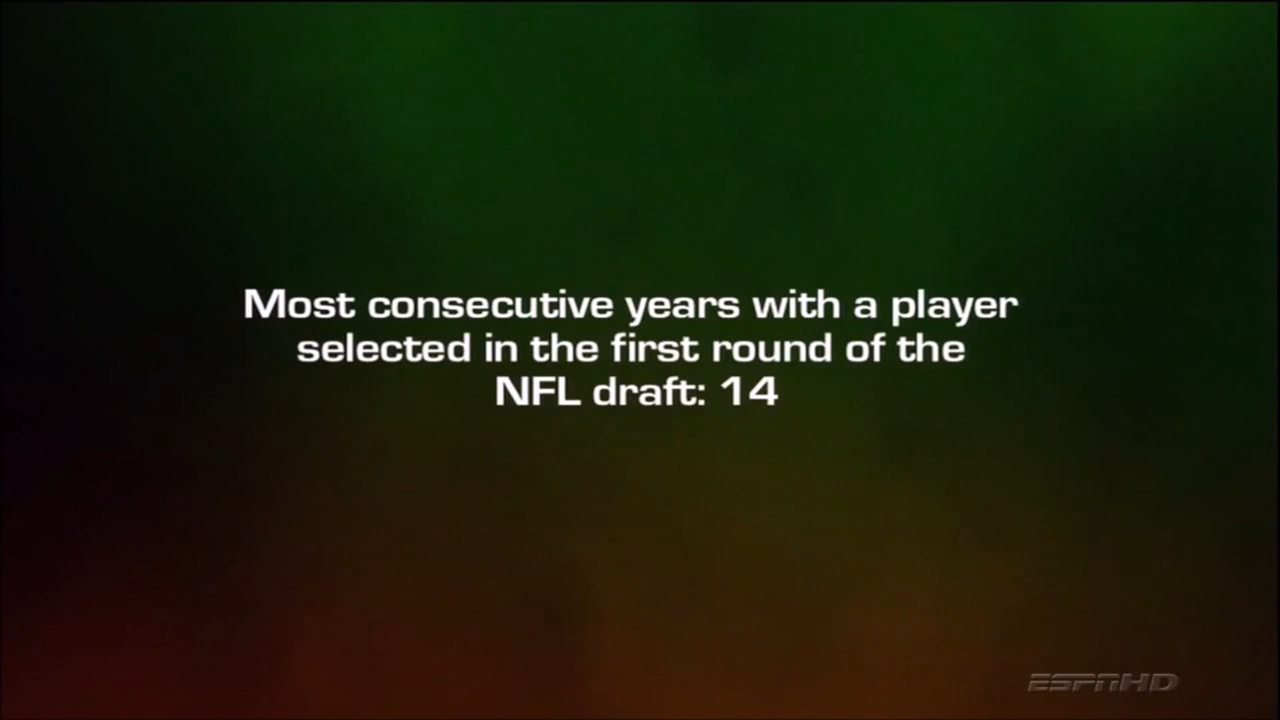 Most consecutive years with a player
selected in the first round of the
NFL draft: 14
ESPNHD